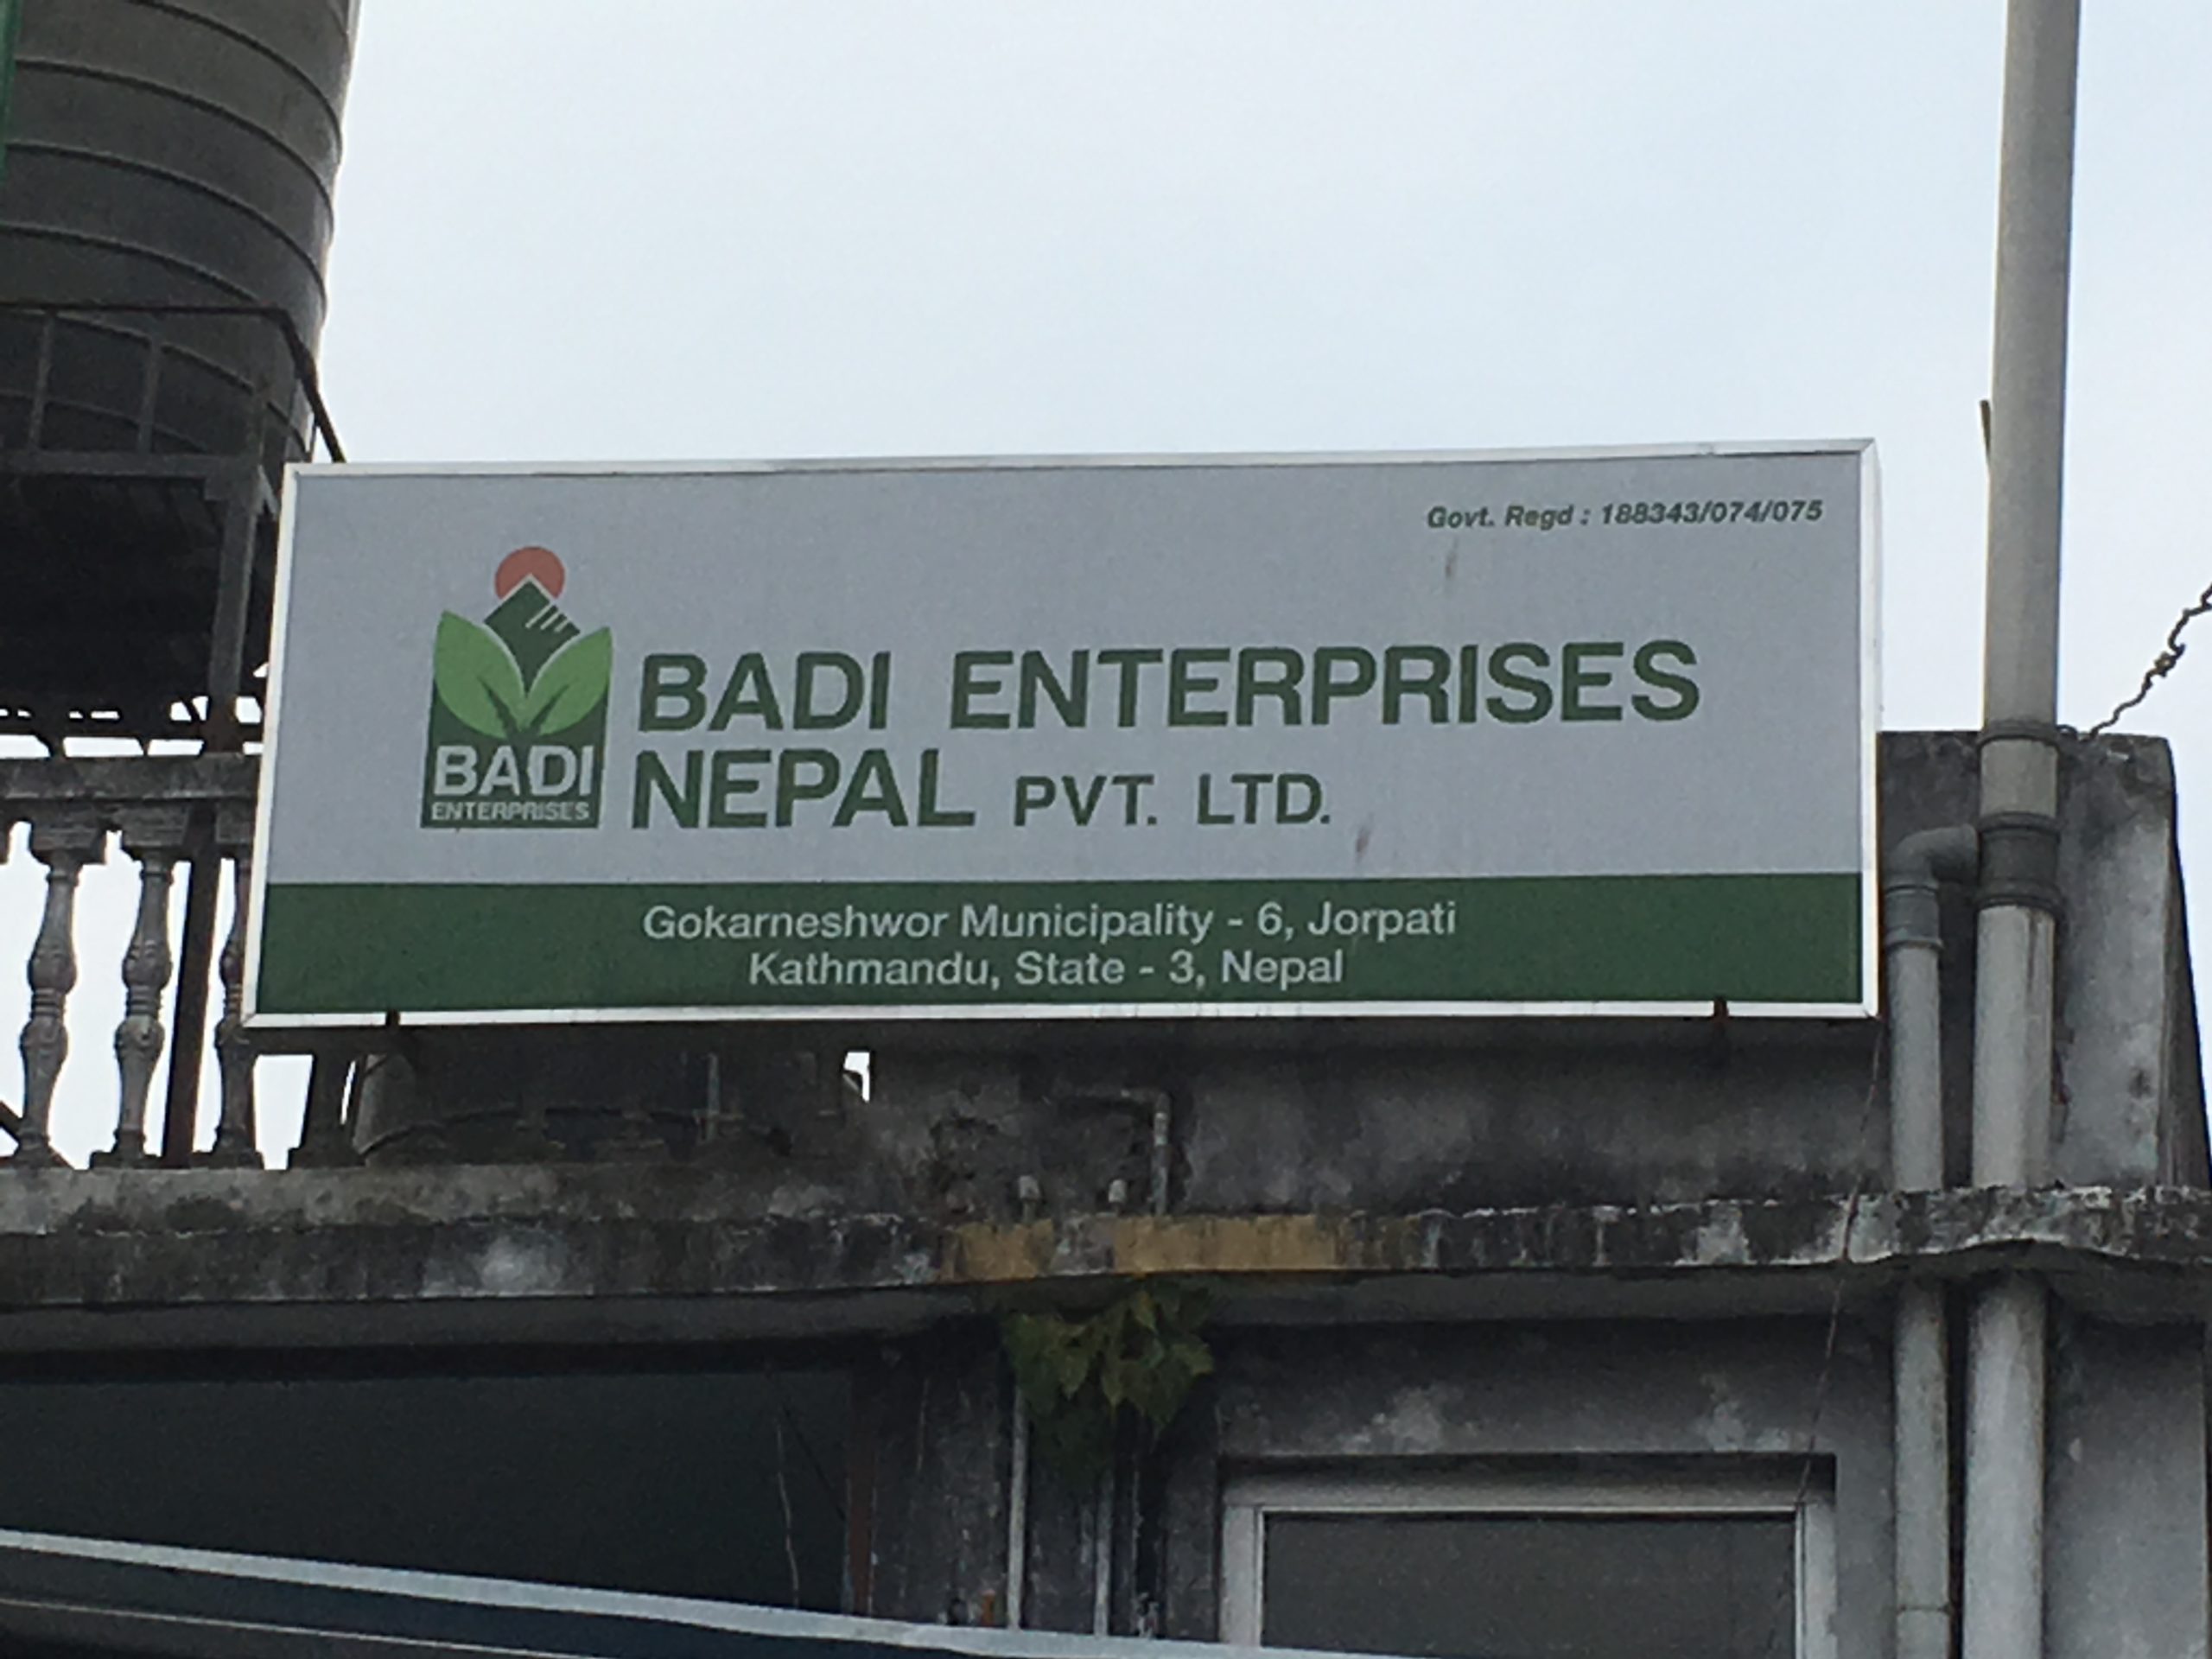 Govt. Regd : 188343/074/075
BADI
ENTERPRISES
BADI ENTERPRISES
NEPAL PVT. LTD.
Gokarneshwor Municipality - 6, Jorpati
Kathmandu, State - 3, Nepal